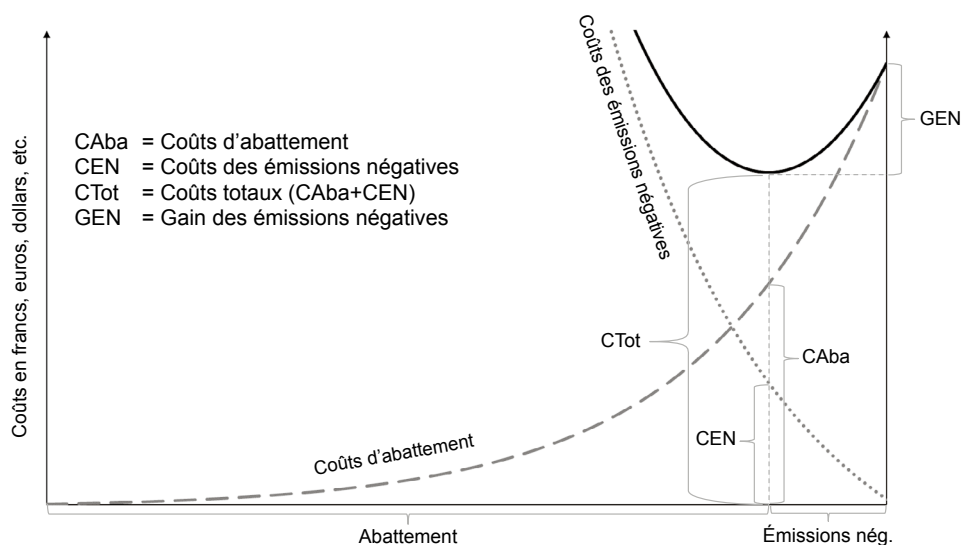 Coûts en francs, euros, dollars, etc.
CAba = Coûts d’abattement
CEN = Coûts des émissions négatives
CTot = Coûts totaux (CAba+CEN)
GEN = Gain des émissions négatives
Coûts des émissions négatives
GEN
CTot
CAba
CEN
Coûts d’abattement
Abattement
Émissions nég.